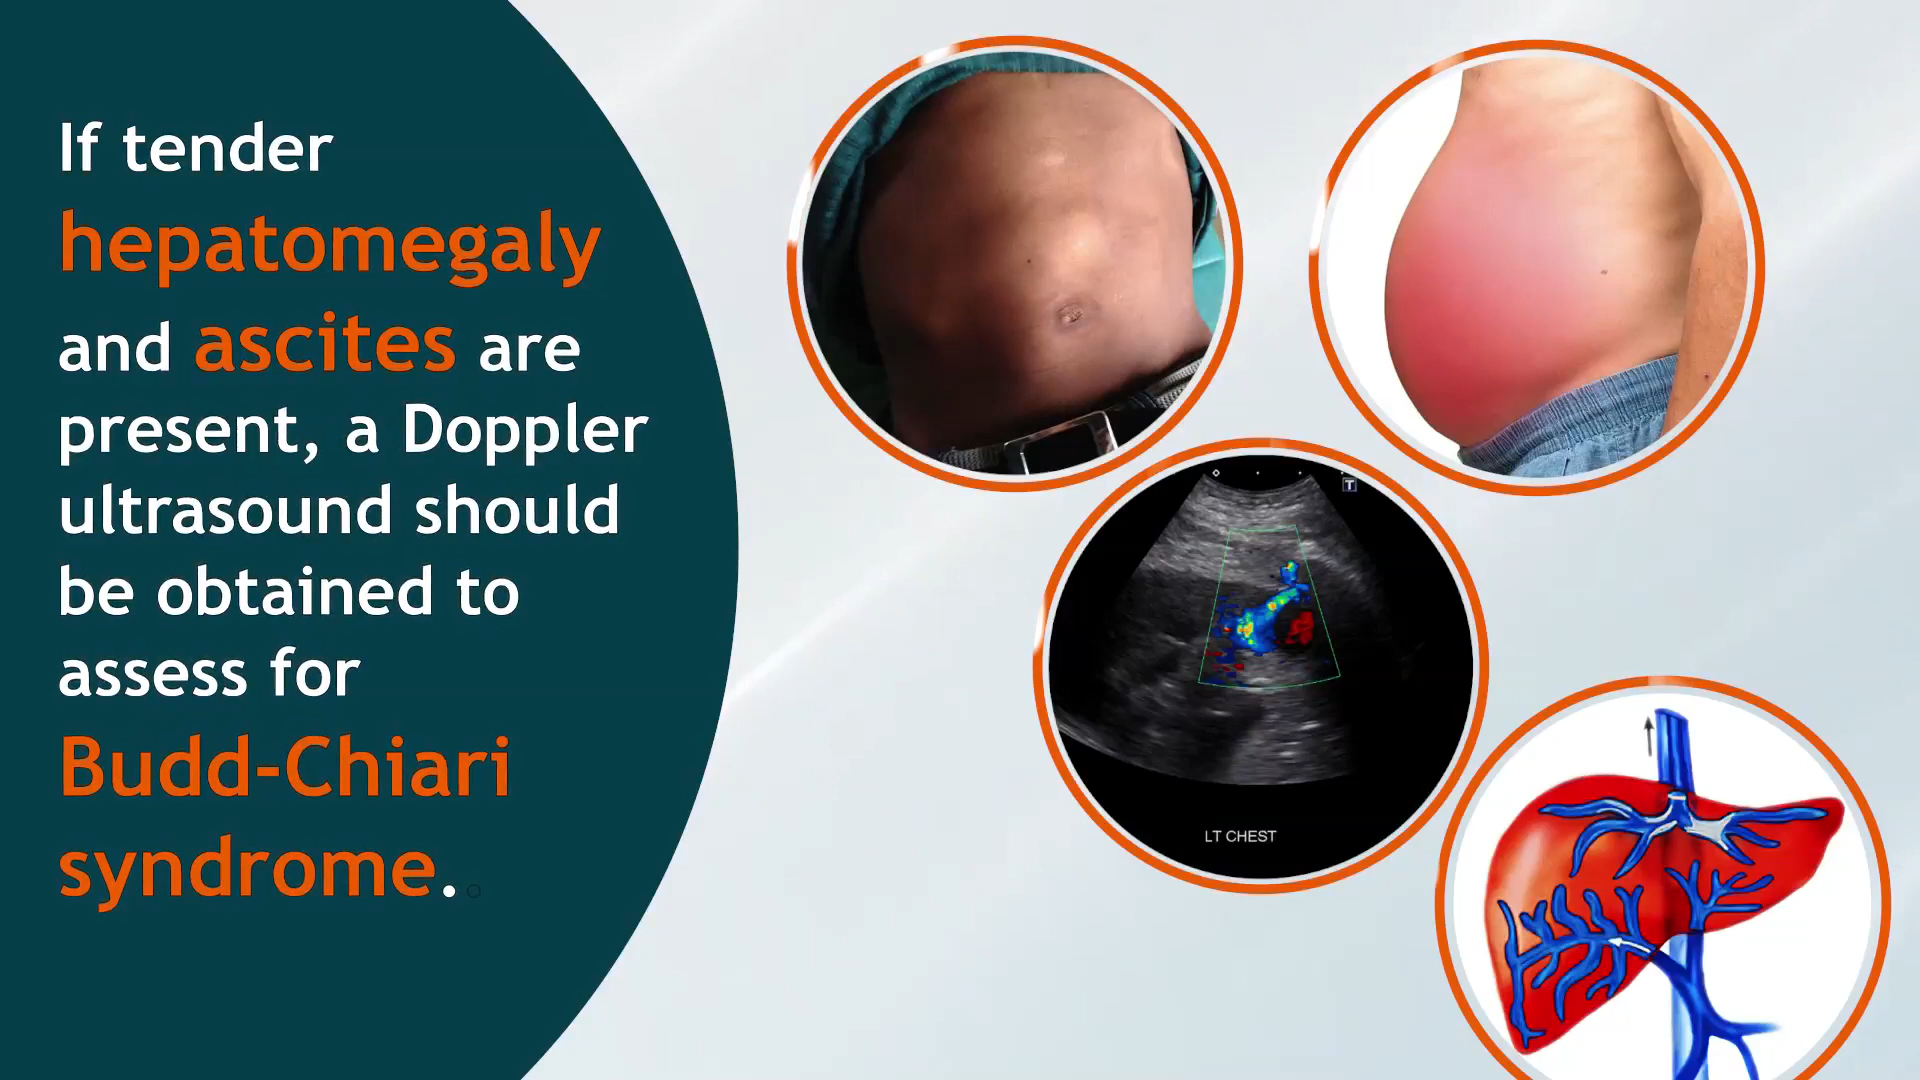 If tender
hepatomegaly
and ascites are
present, a Doppler
ultrasound should
be obtained to
assess for
Budd-Chiari
syndrome.
T
LT CHEST